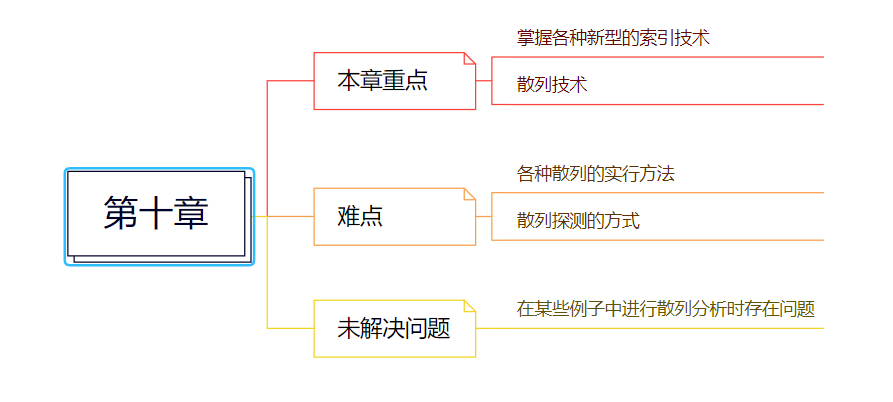 第十章
本章重点
掌握各种新型的索引技术
散列技术
难点
各种散列的实行方法
散列探测的方式
未解决问题
在某些例子中进行散列分析时存在问题